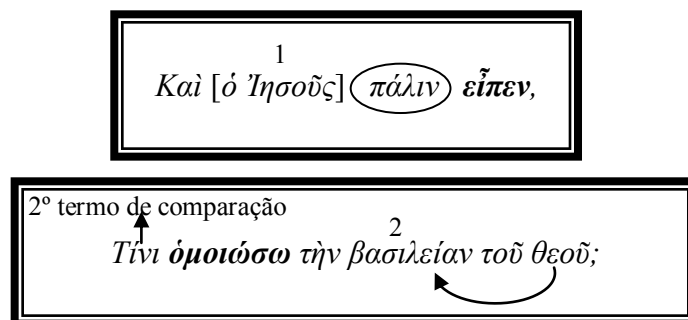 1
Καὶ [ὁ Ἰησοῦς] πάλιν εἶπεν,
2º termo de comparação
2
Τίνι ὁμοιώσω τὴν βασιλείαν τοῦ θεοῦ;